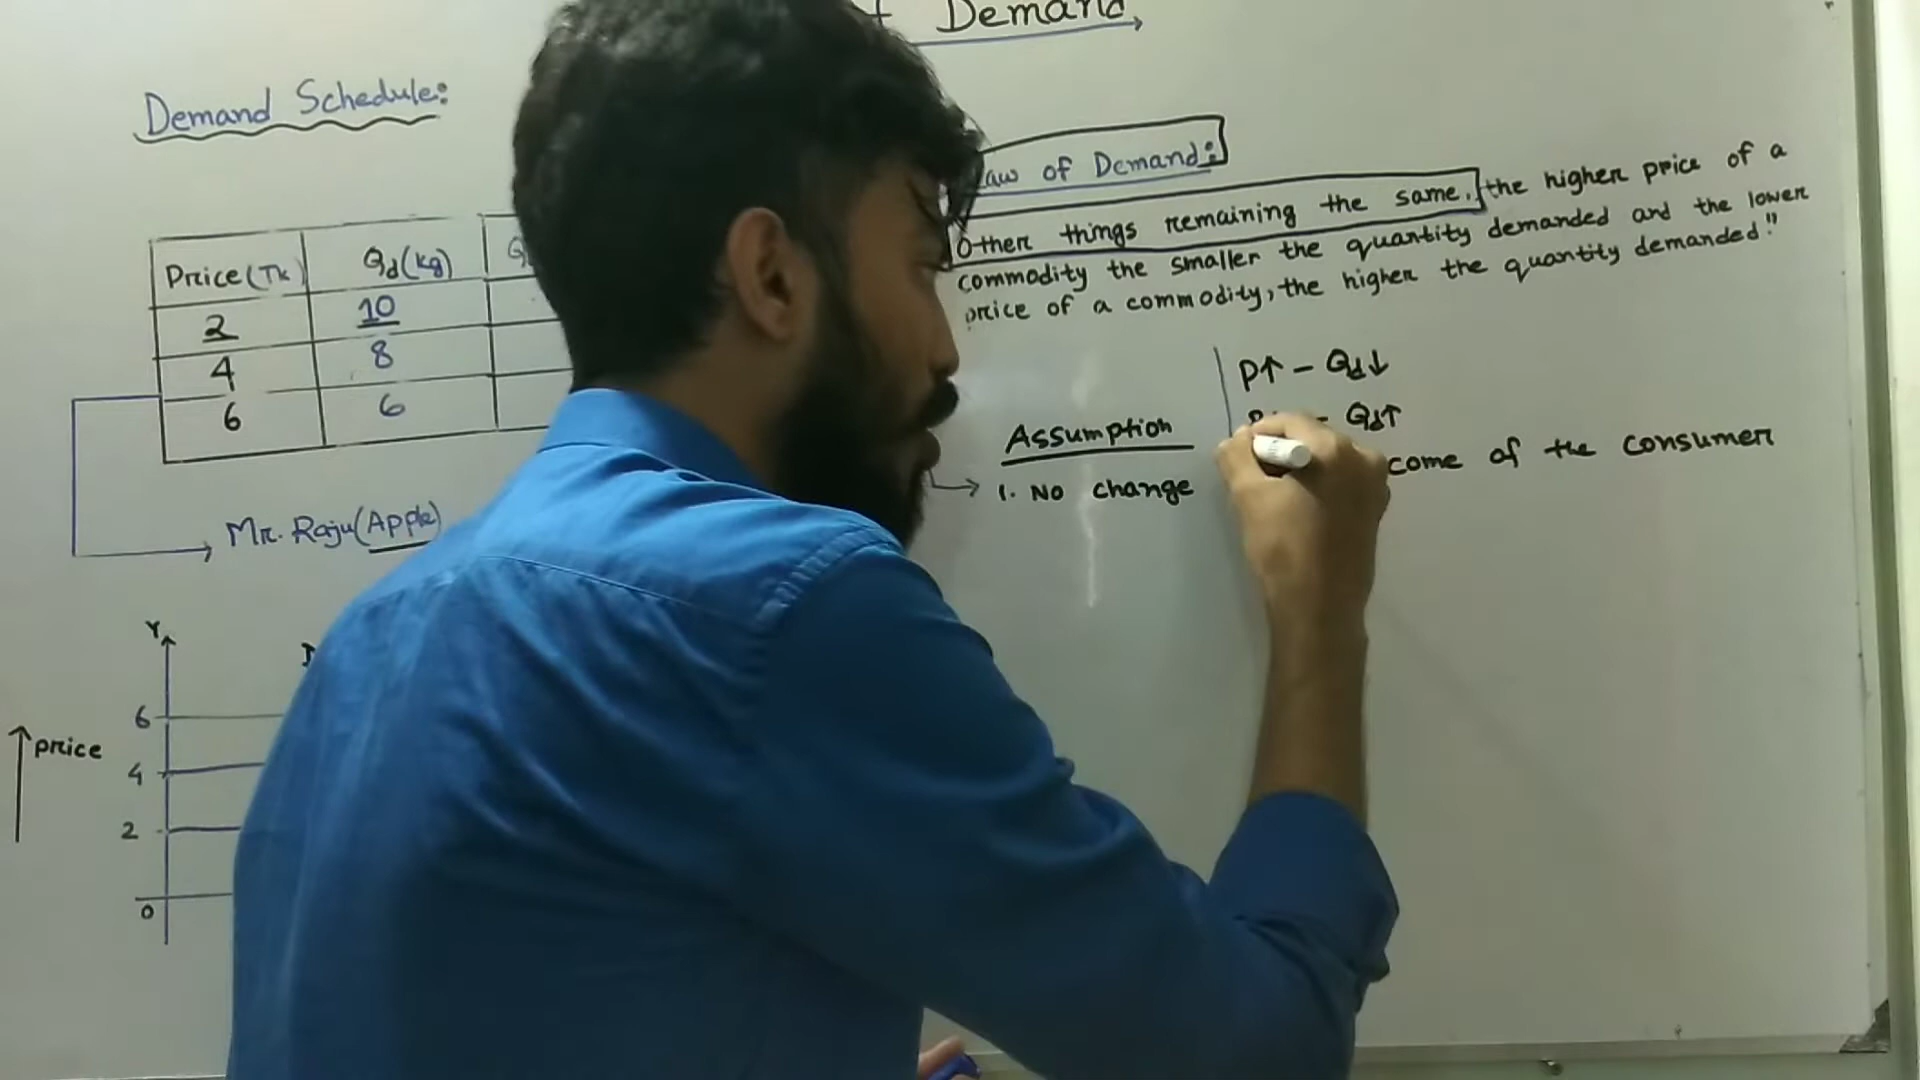 Demand
Demand Schedule:
Price(Tk) Qd(kg)
2 10
4 8
6 6
Mr. Raju(Apple)
Law of Demand:
Other things remaining the same, the higher price of a
commodity the smaller the quantity demanded and the lower
price of a commodity, the higher the quantity demanded."
P↑ - Qd↓
- Qd↑
Assumption
1. No change come of the consumer
Y
6
price
4
2
0